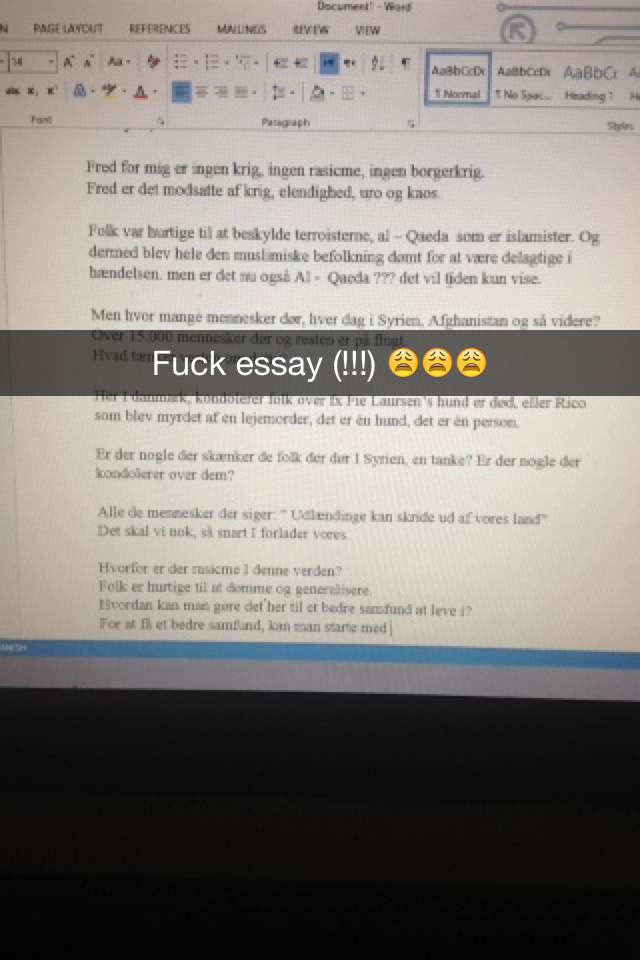 Document1 - Word
N PAGE LAYOUT REFERENCES MAILINGS REVIEW VIEW
14 A A Aa
AaBbCcDc AaBbCcDc AaBbCc
abc x, x' A A
¶ Normal ¶ No Spac... Heading 1
Font Paragraph Styles
Fred for mig er ingen krig, ingen rasicme, ingen borgerkrig.
Fred er det modsatte af krig, elendighed, uro og kaos.
Folk var hurtige til at beskylde terroisterne, al – Qaeda som er islamister. Og
dermed blev hele den muslimiske befolkning dømt for at være delagtige i
hændelsen. men er det nu også Al - Qaeda ??? det vil tiden kun vise.
Men hvor mange mennesker dør, hver dag i Syrien, Afghanistan og så videre?
Over 15.000 mennesker dør og resten er på flugt.
Hvad
Fuck essay (!!!) 😩😩😩
Her I danmark, kondolerer folk over fx Fie Laursen's hund er død, eller Rico
som blev myrdet af en lejemorder, det er én hund, det er én person.
Er der nogle der skænker de folk der dør I Syrien, en tanke? Er der nogle der
kondolerer over dem?
Alle de mennesker der siger: " Udlændinge kan skride ud af vores land"
Det skal vi nok, så snart I forlader vores.
Hvorfor er der rasicme I denne verden?
Folk er hurtige til at dømme og generalisere.
Hvordan kan man gøre det her til et bedre samfund at leve i?
For at få et bedre samfund, kan man starte med